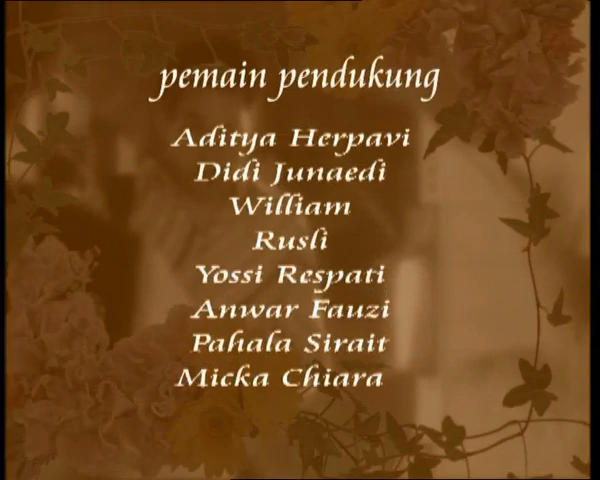 pemain pendukung
Aditya Herpavi
Didi Junaedi
William
Rusli
Yossi Respati
Anwar Fauzi
Pahala Sirait
Micka Chiara